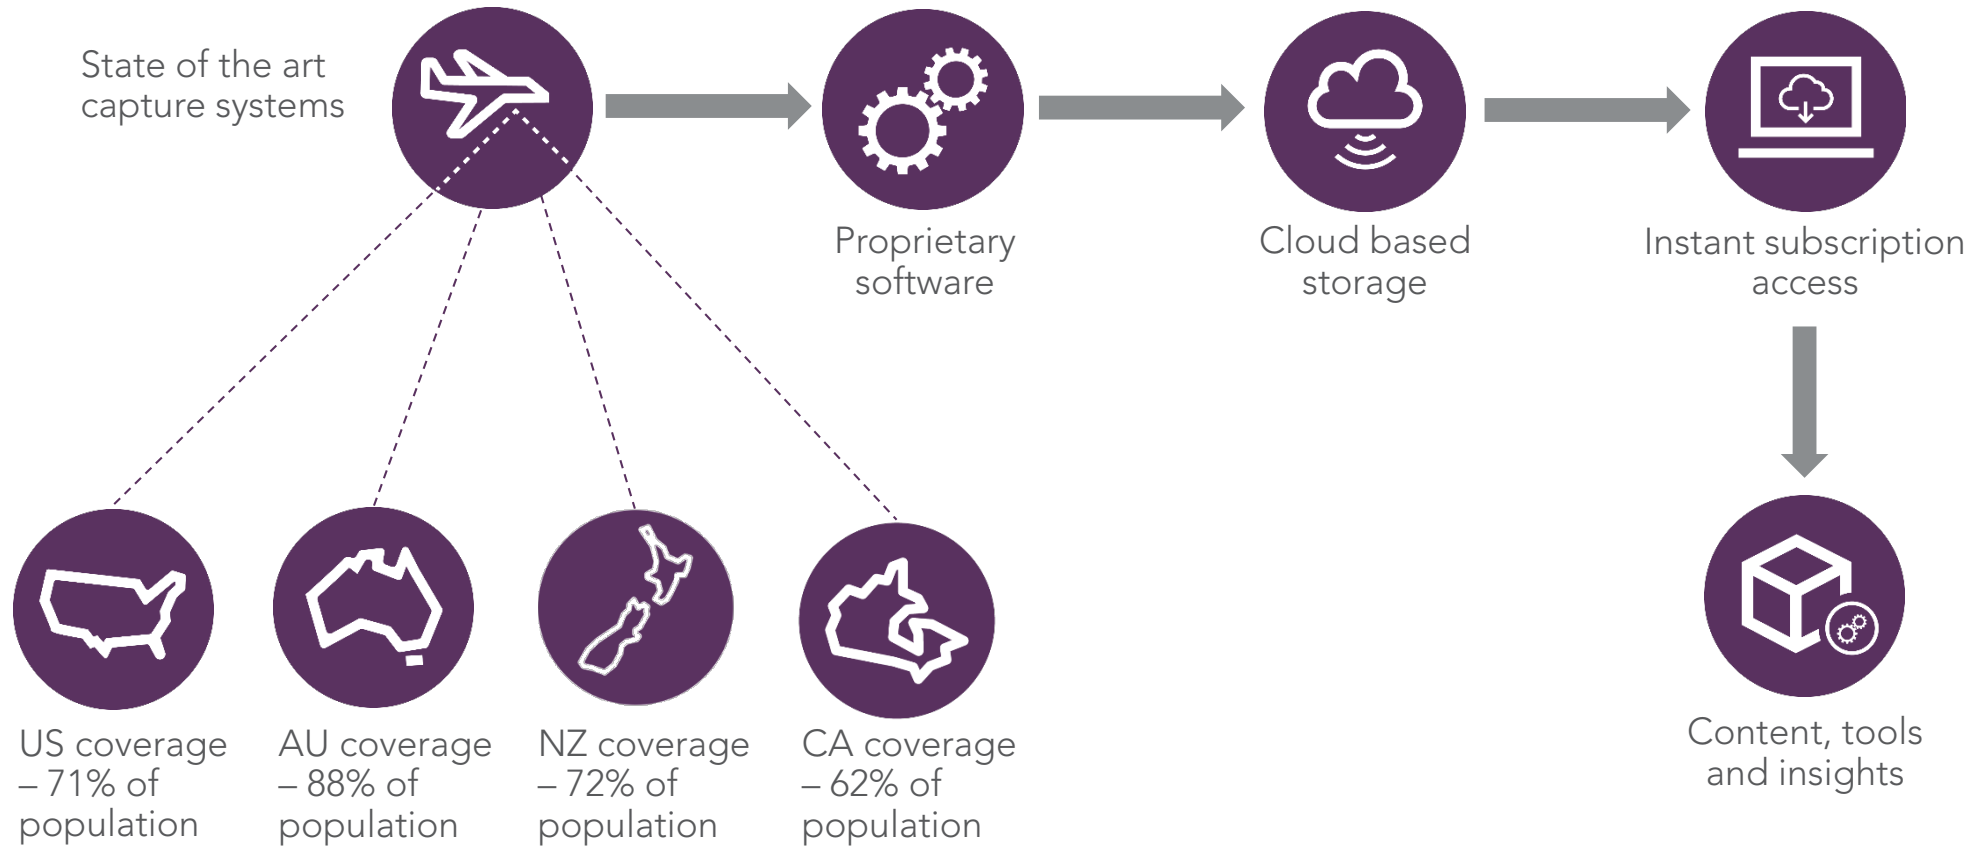 State of the art
capture systems
Proprietary
software
Cloud based
storage
Instant subscription
access
US coverage
– 71% of
population
AU coverage
– 88% of
population
NZ coverage
– 72% of
population
CA coverage
– 62% of
population
Content, tools
and insights